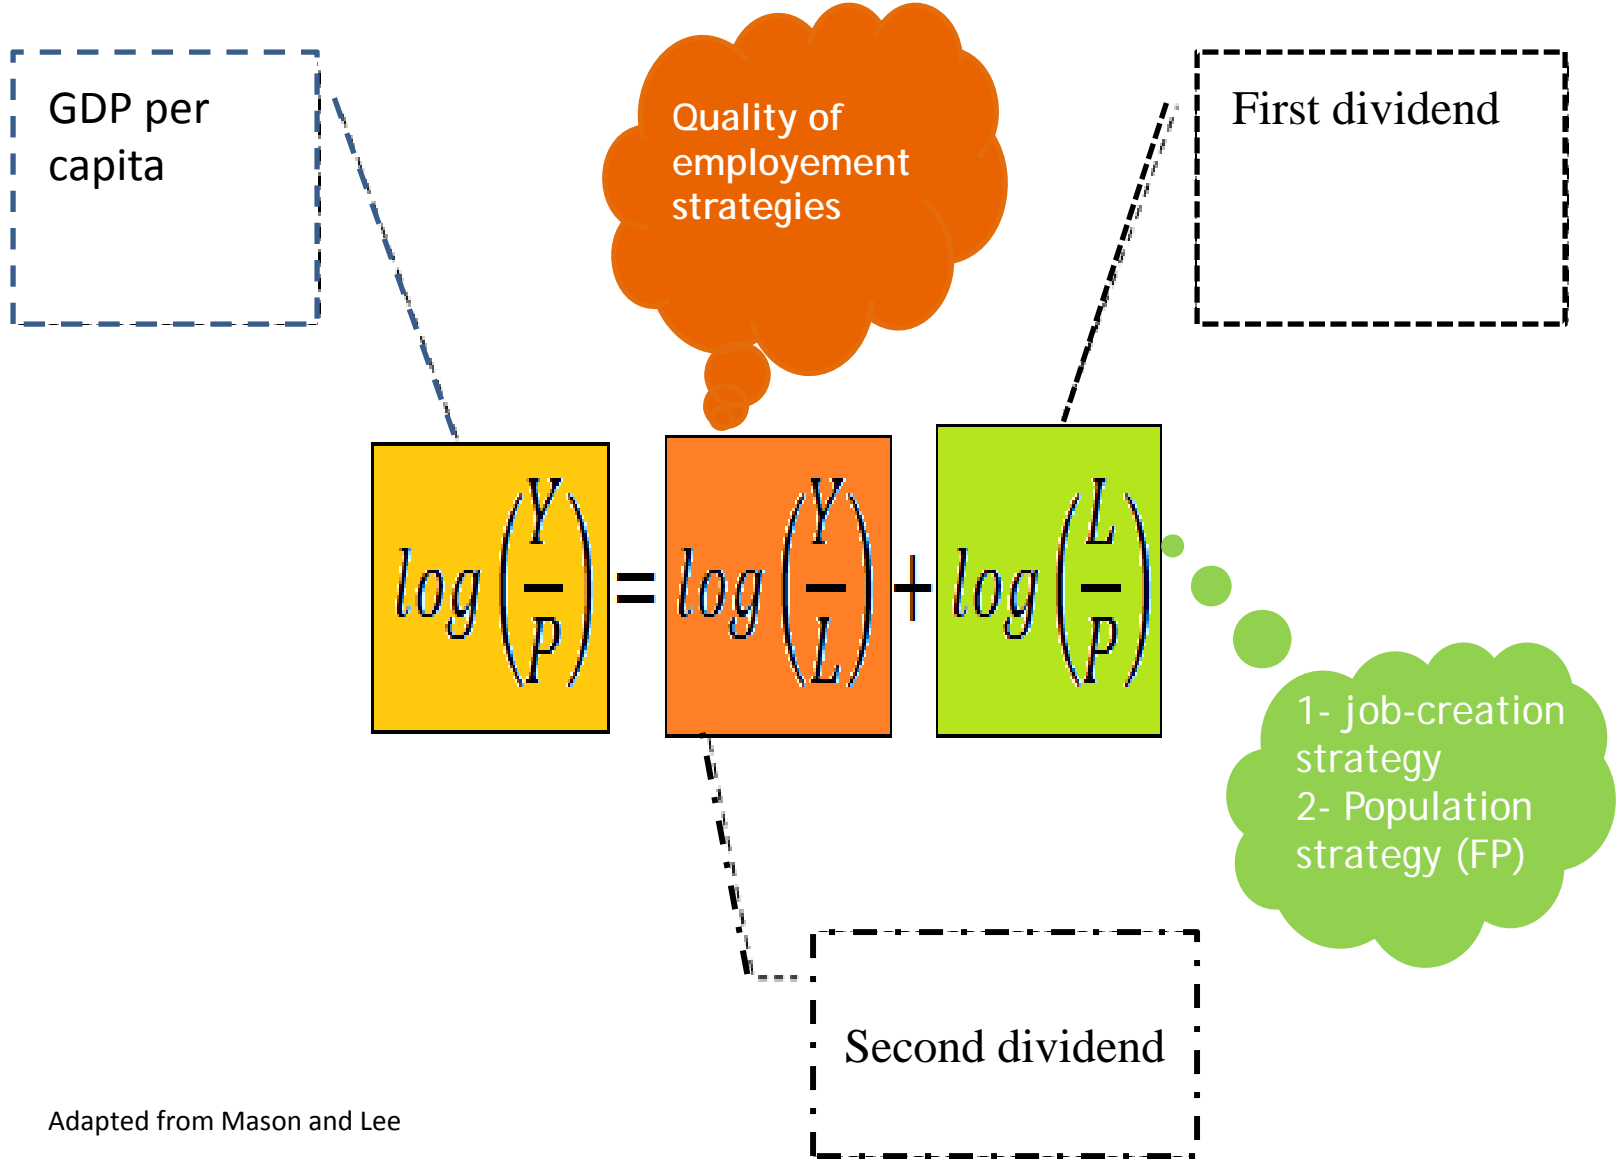 GDP per
capita
Quality of
employement
strategies
First dividend
log(Y/P) = log(Y/L) + log(L/P)
1- job-creation
strategy
2- Population
strategy (FP)
Second dividend
Adapted from Mason and Lee